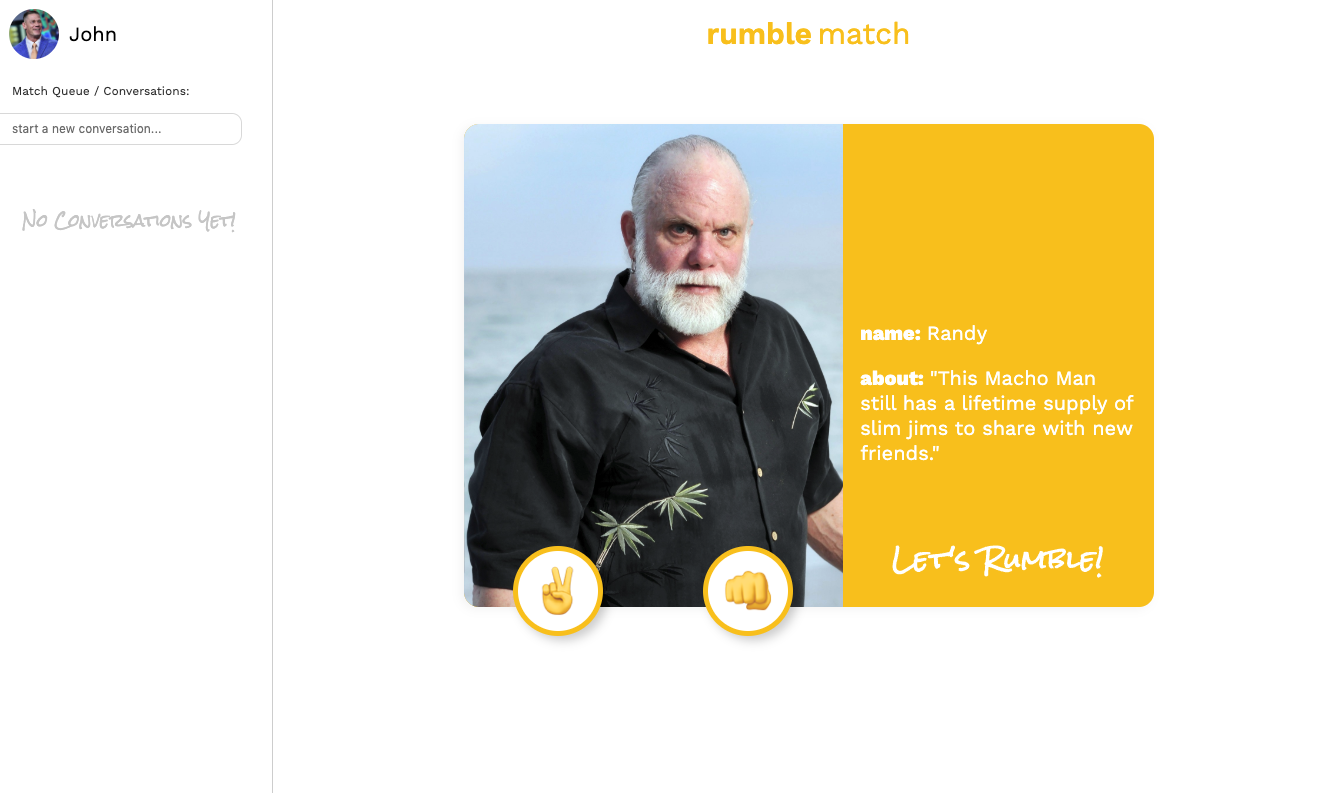 John
Match Queue / Conversations:
start a new conversation...
No Conversations Yet!
rumble match
name: Randy
about: "This Macho Man
still has a lifetime supply of
slim jims to share with new
friends."
Let's Rumble!